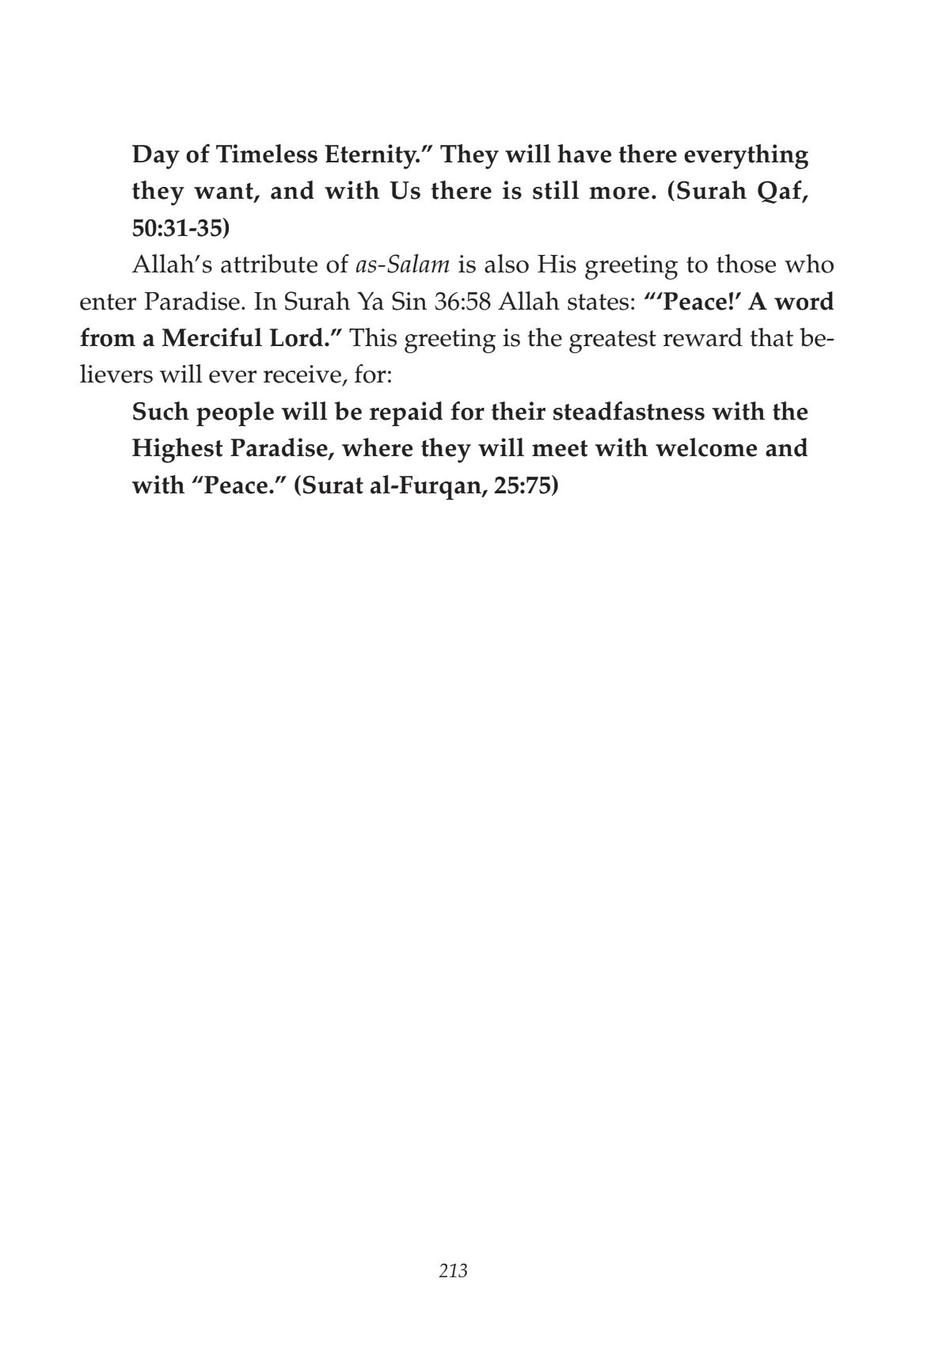 Day of Timeless Eternity.” They will have there everything
they want, and with Us there is still more. (Surah Qaf,
50:31-35)
Allah’s attribute of as-Salam is also His greeting to those who
enter Paradise. In Surah Ya Sin 36:58 Allah states: “‘Peace!’ A word
from a Merciful Lord.” This greeting is the greatest reward that be-
lievers will ever receive, for:
Such people will be repaid for their steadfastness with the
Highest Paradise, where they will meet with welcome and
with “Peace.” (Surat al-Furqan, 25:75)
213